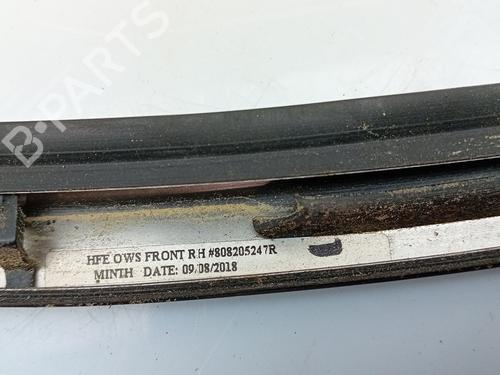 B-PARTS
HFE OWS FRONT RH #808205247R
MINTH DATE: 09/08/2018